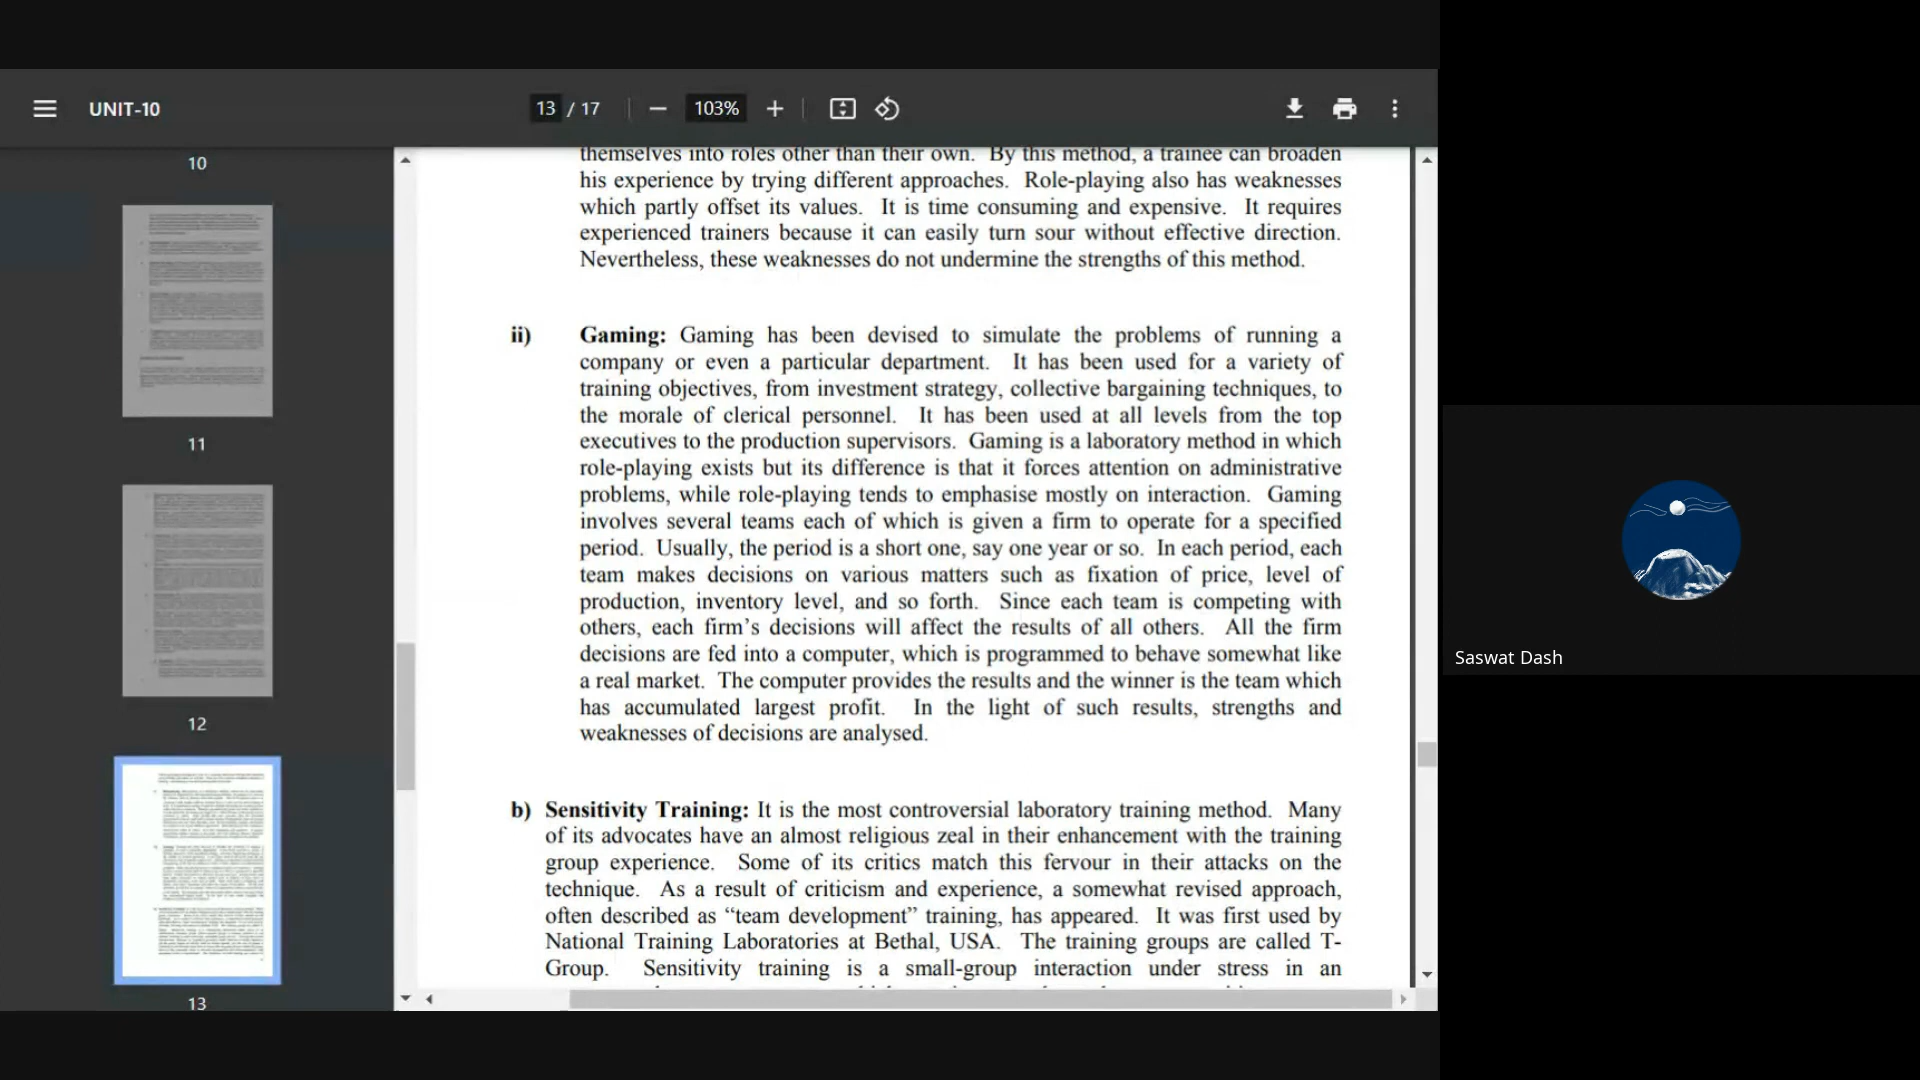 UNIT-10
13 / 17
103%
10
11
12
13
themselves into roles other than their own. By this method, a trainee can broaden
his experience by trying different approaches. Role-playing also has weaknesses
which partly offset its values. It is time consuming and expensive. It requires
experienced trainers because it can easily turn sour without effective direction.
Nevertheless, these weaknesses do not undermine the strengths of this method.
ii) Gaming: Gaming has been devised to simulate the problems of running a
company or even a particular department. It has been used for a variety of
training objectives, from investment strategy, collective bargaining techniques, to
the morale of clerical personnel. It has been used at all levels from the top
executives to the production supervisors. Gaming is a laboratory method in which
role-playing exists but its difference is that it forces attention on administrative
problems, while role-playing tends to emphasise mostly on interaction. Gaming
involves several teams each of which is given a firm to operate for a specified
period. Usually, the period is a short one, say one year or so. In each period, each
team makes decisions on various matters such as fixation of price, level of
production, inventory level, and so forth. Since each team is competing with
others, each firm's decisions will affect the results of all others. All the firm
decisions are fed into a computer, which is programmed to behave somewhat like
a real market. The computer provides the results and the winner is the team which
has accumulated largest profit. In the light of such results, strengths and
weaknesses of decisions are analysed.
b) Sensitivity Training: It is the most controversial laboratory training method. Many
of its advocates have an almost religious zeal in their enhancement with the training
group experience. Some of its critics match this fervour in their attacks on the
technique. As a result of criticism and experience, a somewhat revised approach,
often described as “team development” training, has appeared. It was first used by
National Training Laboratories at Bethal, USA. The training groups are called T-
Group. Sensitivity training is a small-group interaction under stress in an
Saswat Dash